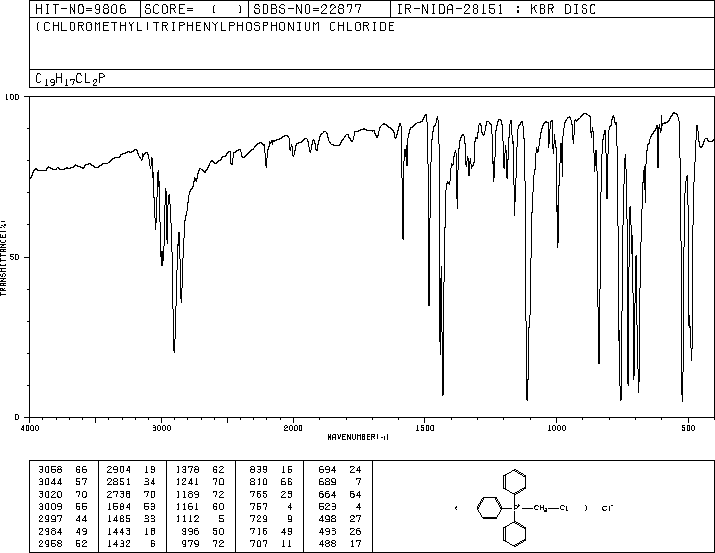 HIT-NO=9806 SCORE= ( ) SDBS-NO=22877 IR-NIDA-28151 : KBR DISC
(CHLOROMETHYL)TRIPHENYLPHOSPHONIUM CHLORIDE
C19H17CL2P
100
50
0
TRANSMITTANCE(%)
4000 3000 2000 1500 1000 500
WAVENUMBER(-1)
3068 66 2904 19 1378 62 839 16 694 24
3044 57 2851 34 1241 70 810 66 689 7
3020 70 2738 70 1189 72 765 29 664 64
3009 66 1584 53 1161 60 757 4 523 4
2997 44 1485 33 1112 5 729 9 498 27
2984 49 1443 18 996 50 716 49 493 26
2958 52 1432 6 979 72 707 11 488 17
( P+ CH2 Cl ) Cl-